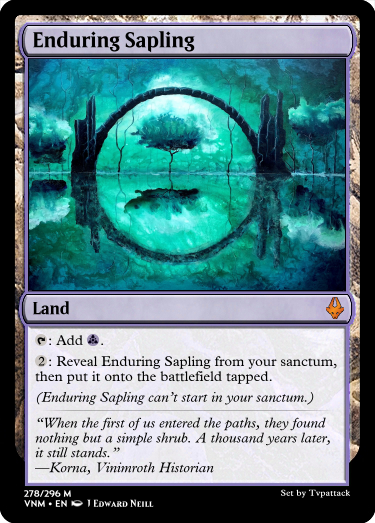 Enduring Sapling
Land
: Add .
2: Reveal Enduring Sapling from your sanctum,
then put it onto the battlefield tapped.
(Enduring Sapling can't start in your sanctum.)
“When the first of us entered the paths, they found
nothing but a simple shrub. A thousand years later,
it still stands.”
—Korna, Vinimroth Historian
278/296 M
VNM • EN J Edward Neill
Set by Tvpattack